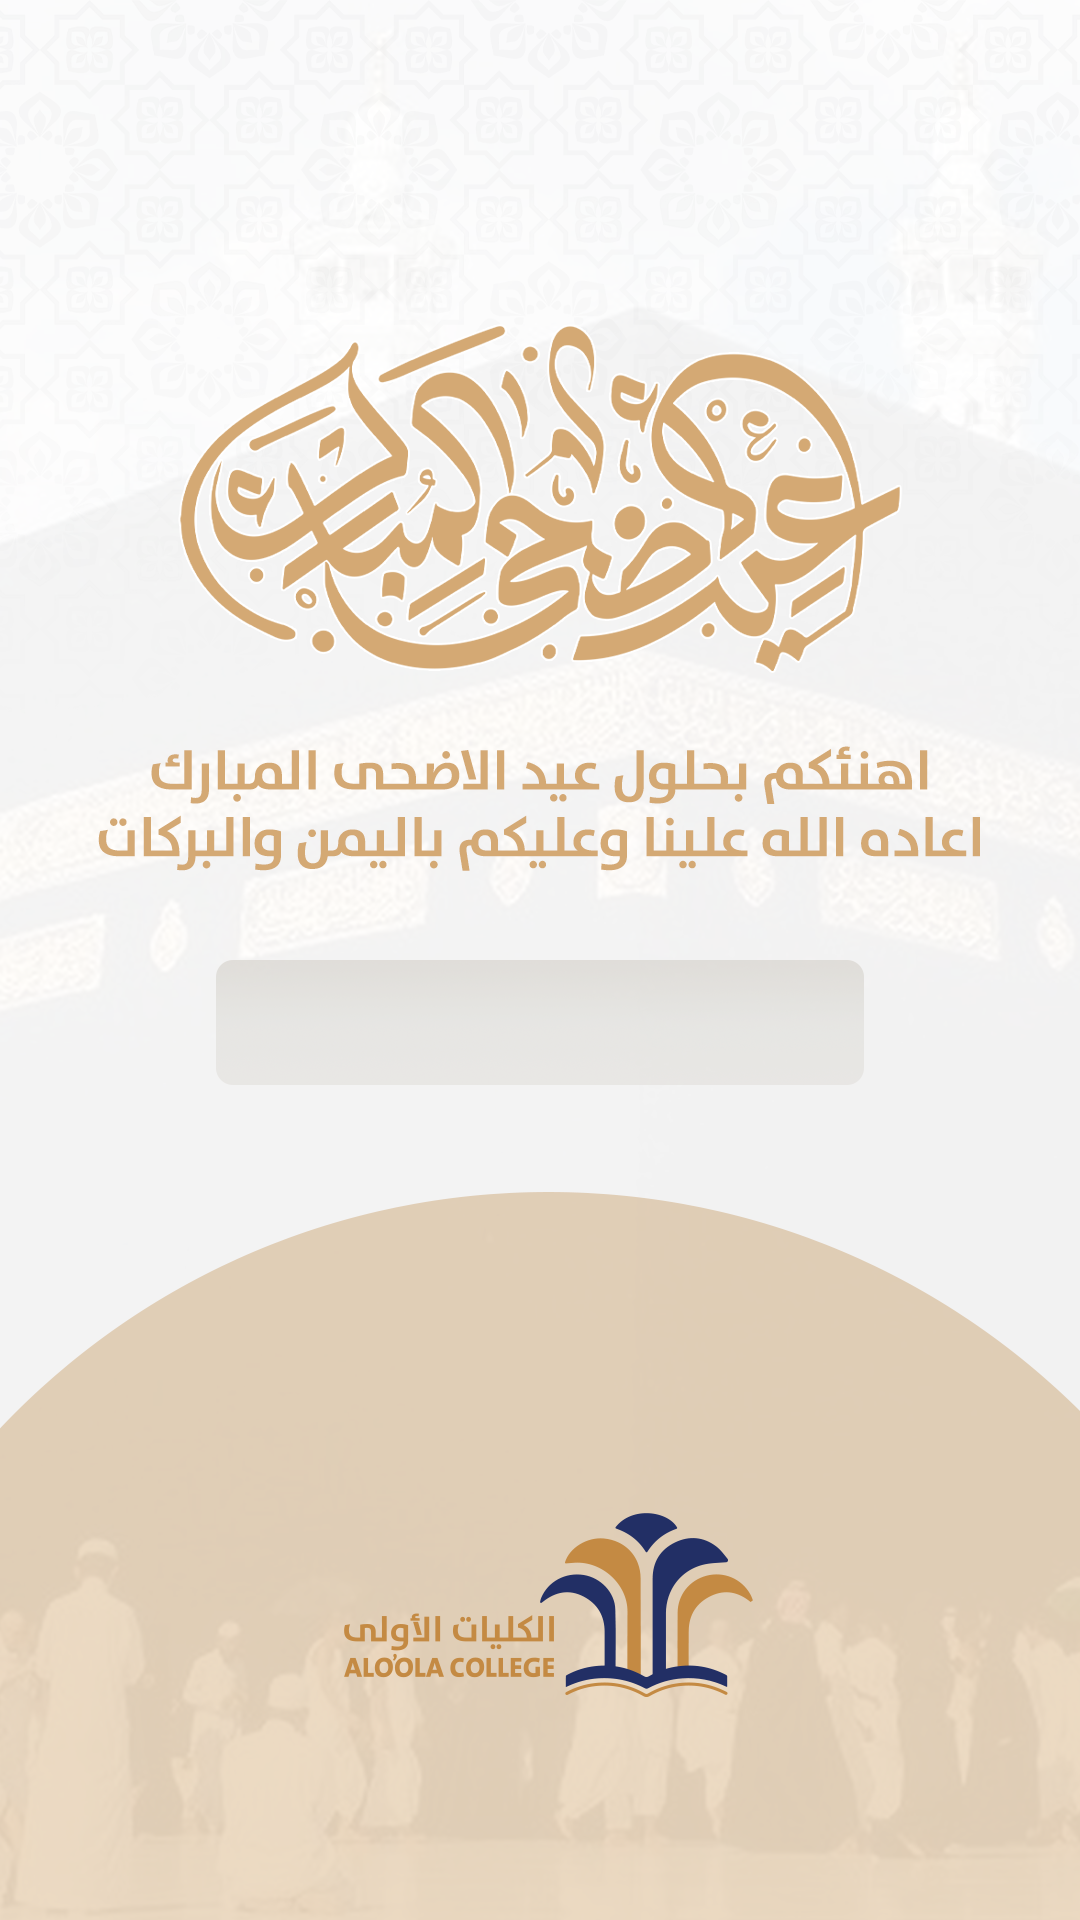 عيد أضحى مبارك
اهنئكم بحلول عيد الاضحى المبارك
اعاده الله علينا وعليكم باليمن والبركات
الكليات الأولى
ALO'OLA COLLEGE